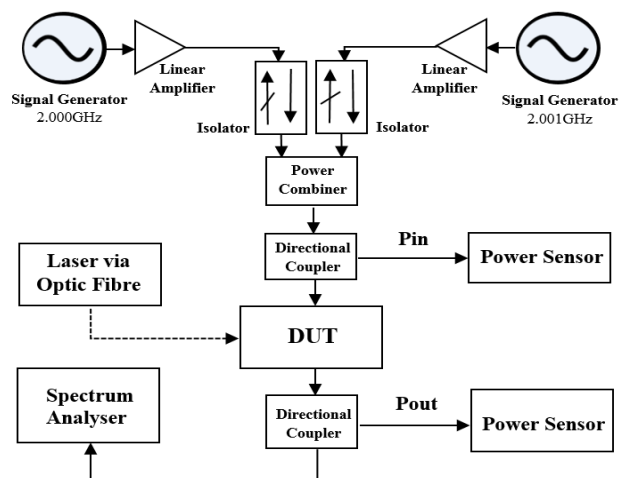 Signal Generator
2.000GHz
Linear
Amplifier
Linear
Amplifier
Signal Generator
2.001GHz
Isolator
Isolator
Power
Combiner
Directional
Coupler
Pin
Power Sensor
Laser via
Optic Fibre
DUT
Spectrum
Analyser
Directional
Coupler
Pout
Power Sensor